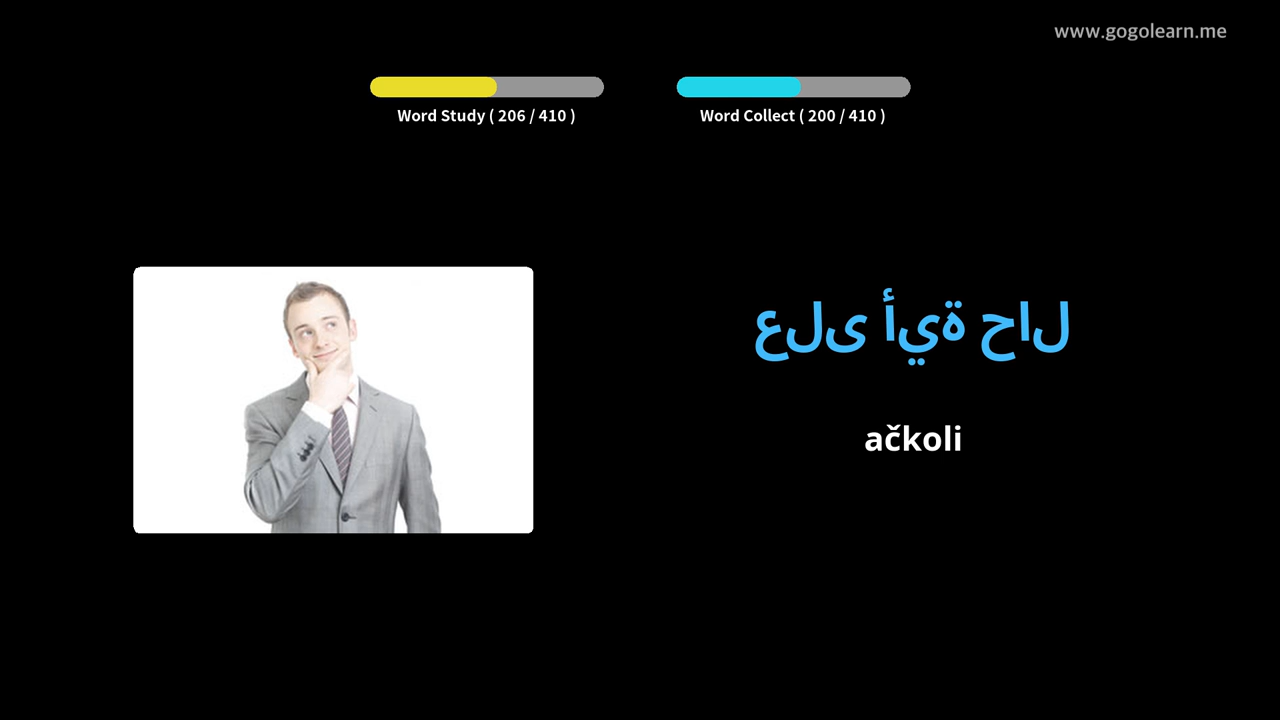 www.gogolearn.me
Word Study ( 206 / 410 )
Word Collect ( 200 / 410 )
على أية حال
ačkoli